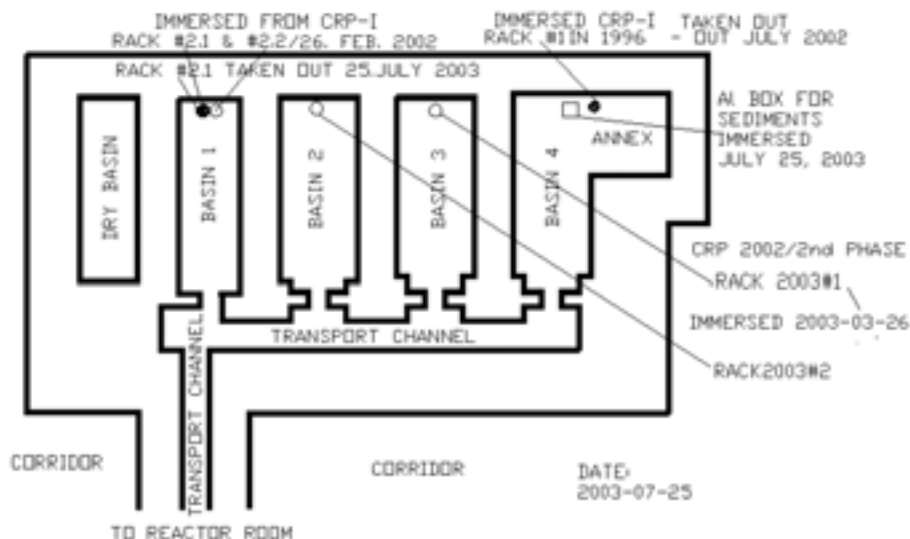 IMMERSED FROM CRP-I
RACK #2.1 & #2.2/26. FEB. 2002
RACK #2.1 TAKEN OUT 25.JULY 2003
IMMERSED CRP-I TAKEN OUT
RACK #1IN 1996 - OUT JULY 2002
Al BOX FOR
SEDIMENTS
IMMERSED
JULY 25, 2003
ANNEX
DRY BASIN
BASIN 1
BASIN 2
BASIN 3
BASIN 4
CRP 2002/2nd PHASE
RACK 2003#1
IMMERSED 2003-03-26
RACK2003#2
TRANSPORT CHANNEL
TRANSPORT CHANNEL
CORRIDOR
CORRIDOR
DATE:
2003-07-25
TO REACTOR ROOM